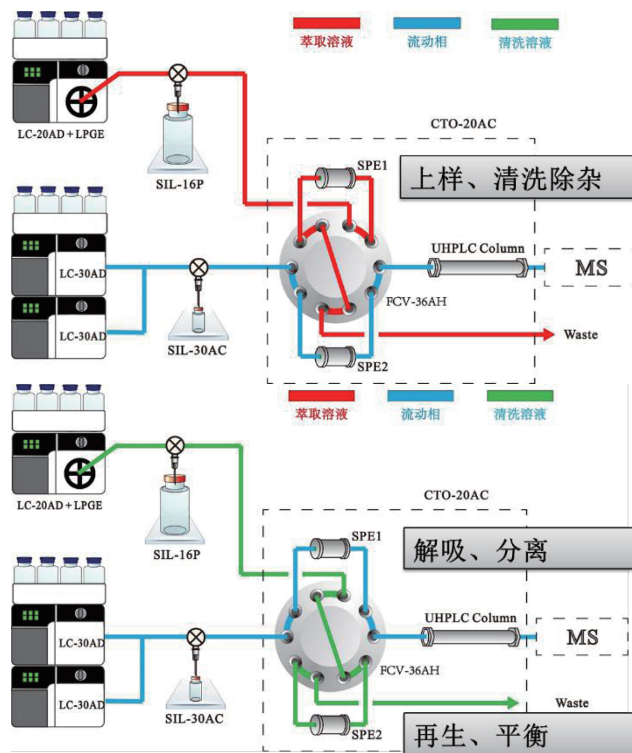 萃取溶液 流动相 清洗溶液
LC-20AD+LPGE
SIL-16P
CTO-20AC
SPE1
上样、清洗除杂
UHPLC Column
MS
LC-30AD
LC-30AD
SIL-30AC
FCV-36AH
Waste
SPE2
萃取溶液 流动相 清洗溶液
LC-20AD+LPGE
SIL-16P
CTO-20AC
SPE1
解吸、分离
UHPLC Column
MS
LC-30AD
LC-30AD
SIL-30AC
FCV-36AH
Waste
SPE2
再生、平衡